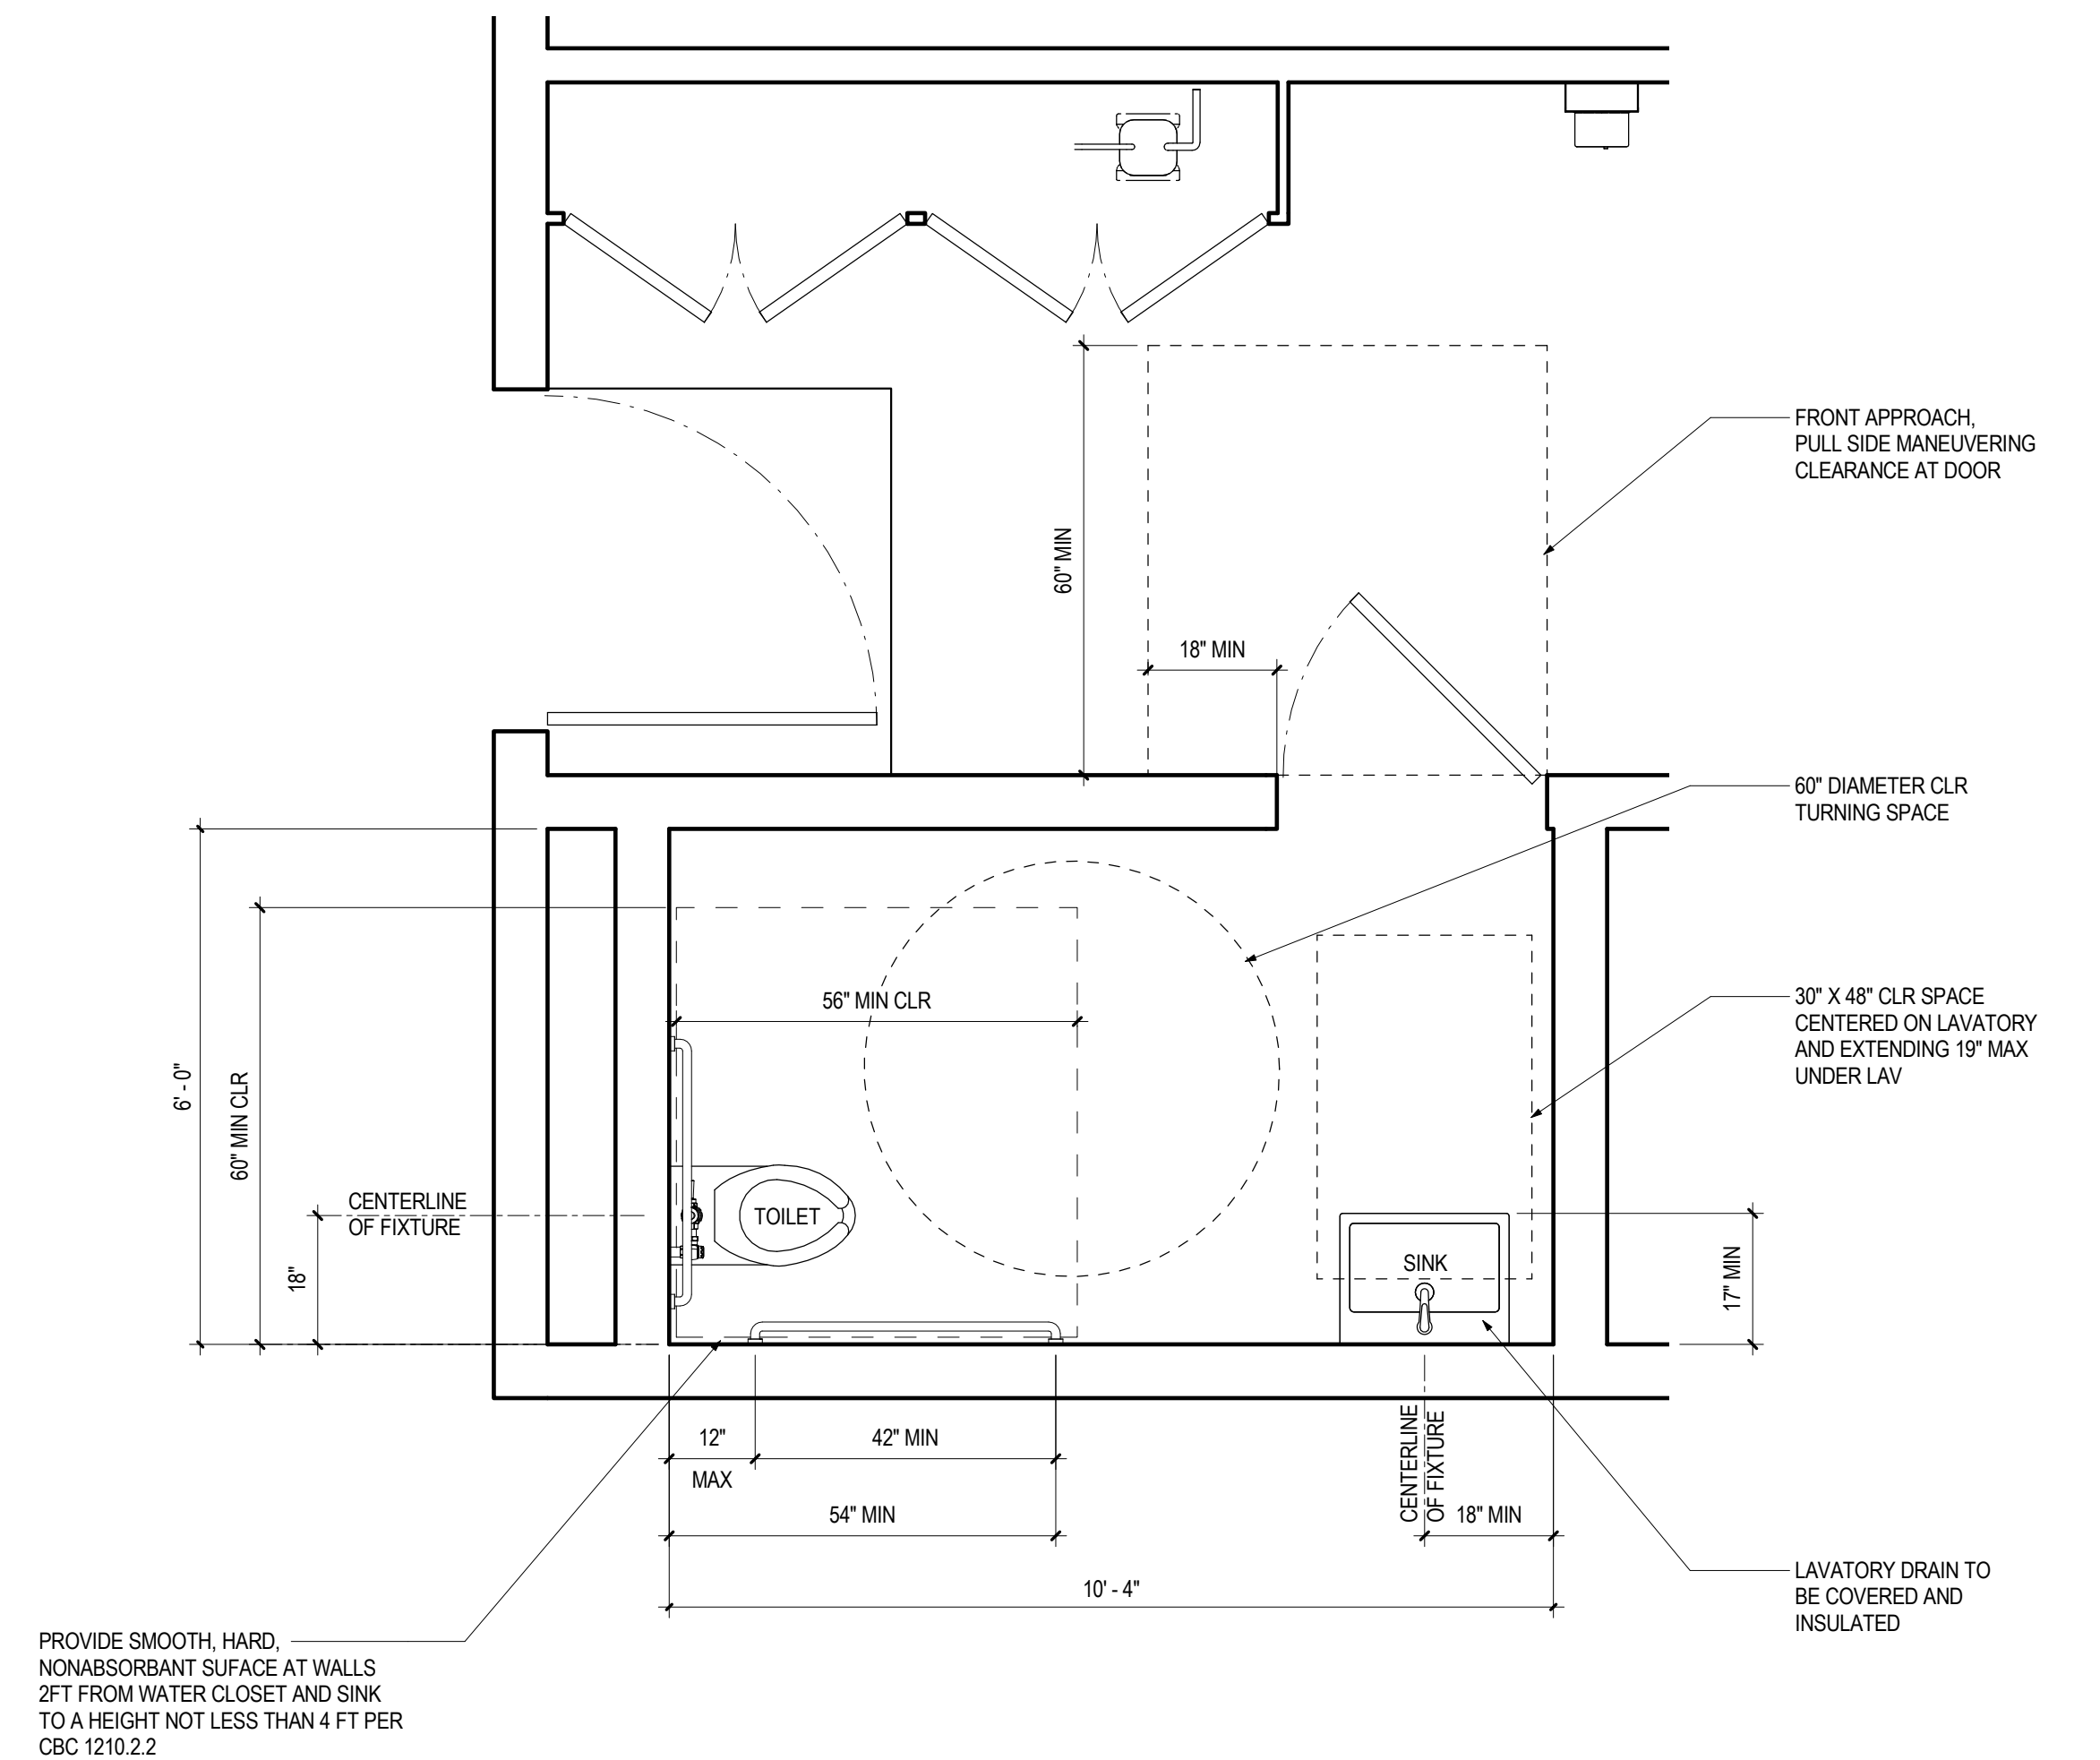 FRONT APPROACH,
PULL SIDE MANEUVERING
CLEARANCE AT DOOR
60" MIN
18" MIN
60" DIAMETER CLR
TURNING SPACE
30" X 48" CLR SPACE
CENTERED ON LAVATORY
AND EXTENDING 19" MAX
UNDER LAV
56" MIN CLR
6' - 0"
60" MIN CLR
CENTERLINE
OF FIXTURE
18"
TOILET
SINK
17" MIN
12"
MAX
42" MIN
54" MIN
CENTERLINE
OF FIXTURE
18" MIN
10' - 4"
LAVATORY DRAIN TO
BE COVERED AND
INSULATED
PROVIDE SMOOTH, HARD,
NONABSORBANT SUFACE AT WALLS
2FT FROM WATER CLOSET AND SINK
TO A HEIGHT NOT LESS THAN 4 FT PER
CBC 1210.2.2